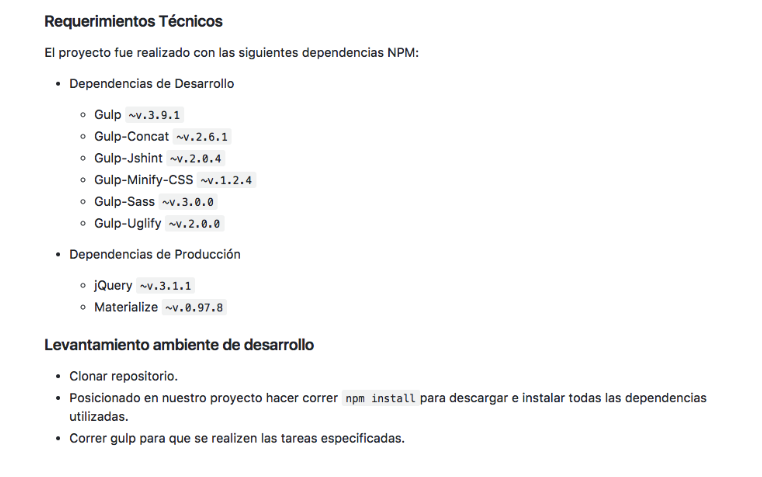 Requerimientos Técnicos
El proyecto fue realizado con las siguientes dependencias NPM:
Dependencias de Desarrollo
Gulp ~v.3.9.1
Gulp-Concat ~v.2.6.1
Gulp-Jshint ~v.2.0.4
Gulp-Minify-CSS ~v.1.2.4
Gulp-Sass ~v.3.0.0
Gulp-Uglify ~v.2.0.0
Dependencias de Producción
jQuery ~v.3.1.1
Materialize ~v.0.97.8
Levantamiento ambiente de desarrollo
Clonar repositorio.
Posicionado en nuestro proyecto hacer correr npm install para descargar e instalar todas las dependencias
utilizadas.
Correr gulp para que se realizen las tareas especificadas.